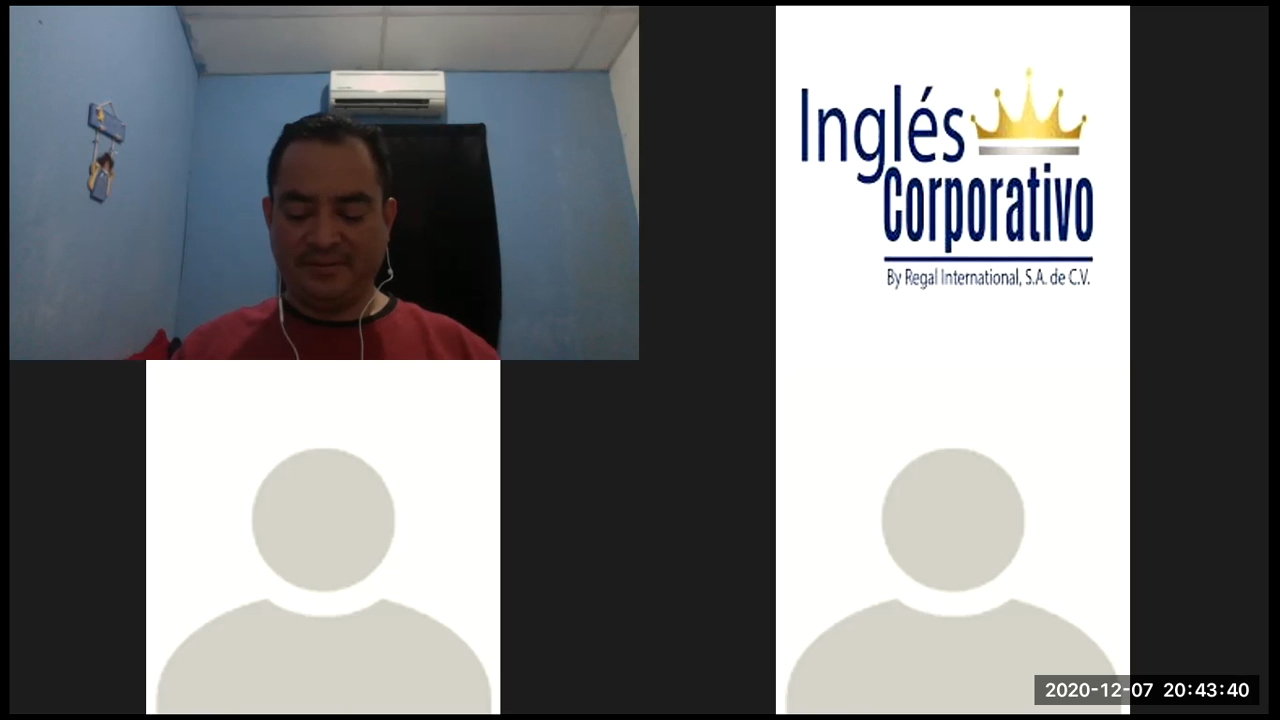 Inglés
Corporativo
By Regal International, S.A. de C.V.
2020-12-07 20:43:40